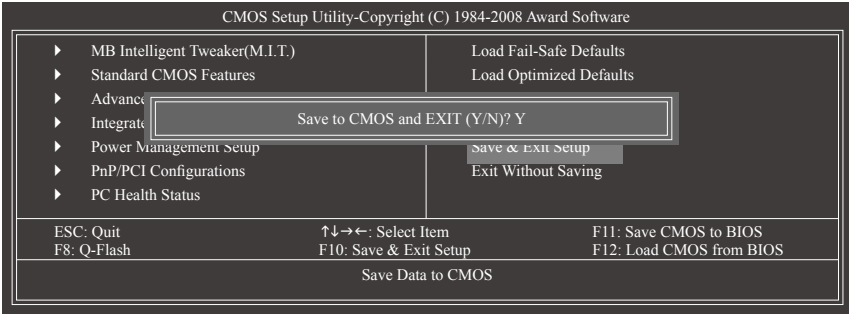 CMOS Setup Utility-Copyright (C) 1984-2008 Award Software
MB Intelligent Tweaker(M.I.T.)
Standard CMOS Features
Power Management Setup
PnP/PCI Configurations
PC Health Status
Load Fail-Safe Defaults
Load Optimized Defaults
Save & Exit Setup
Exit Without Saving
Save to CMOS and EXIT (Y/N)? Y
ESC: Quit ↑↓→←: Select Item F11: Save CMOS to BIOS
F8: Q-Flash F10: Save & Exit Setup F12: Load CMOS from BIOS
Save Data to CMOS